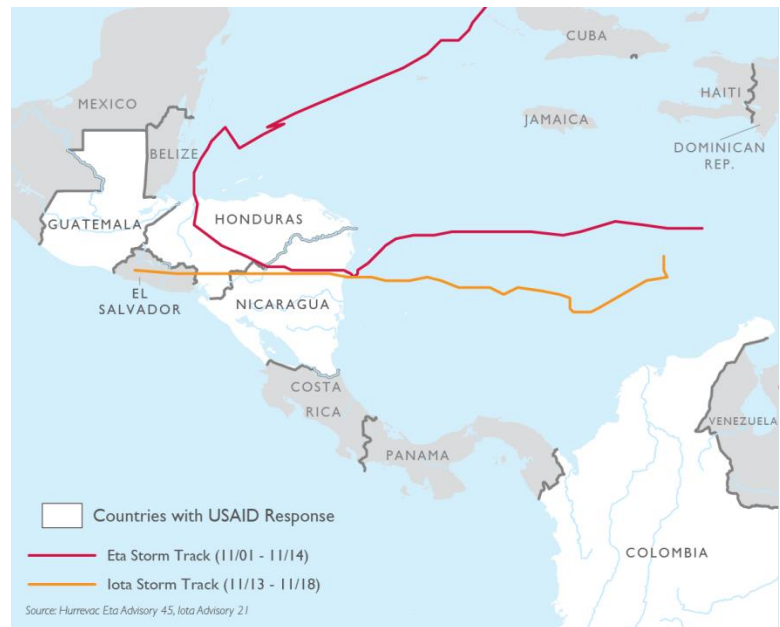 CUBA
MEXICO
HAITI
JAMAICA
DOMINICAN
REP.
BELIZE
GUATEMALA
HONDURAS
EL
SALVADOR
NICARAGUA
COSTA
RICA
VENEZUELA
PANAMA
Countries with USAID Response
COLOMBIA
Eta Storm Track (11/01 - 11/14)
Iota Storm Track (11/13 - 11/18)
Source: Hurrevac Eta Advisory 45, Iota Advisory 21